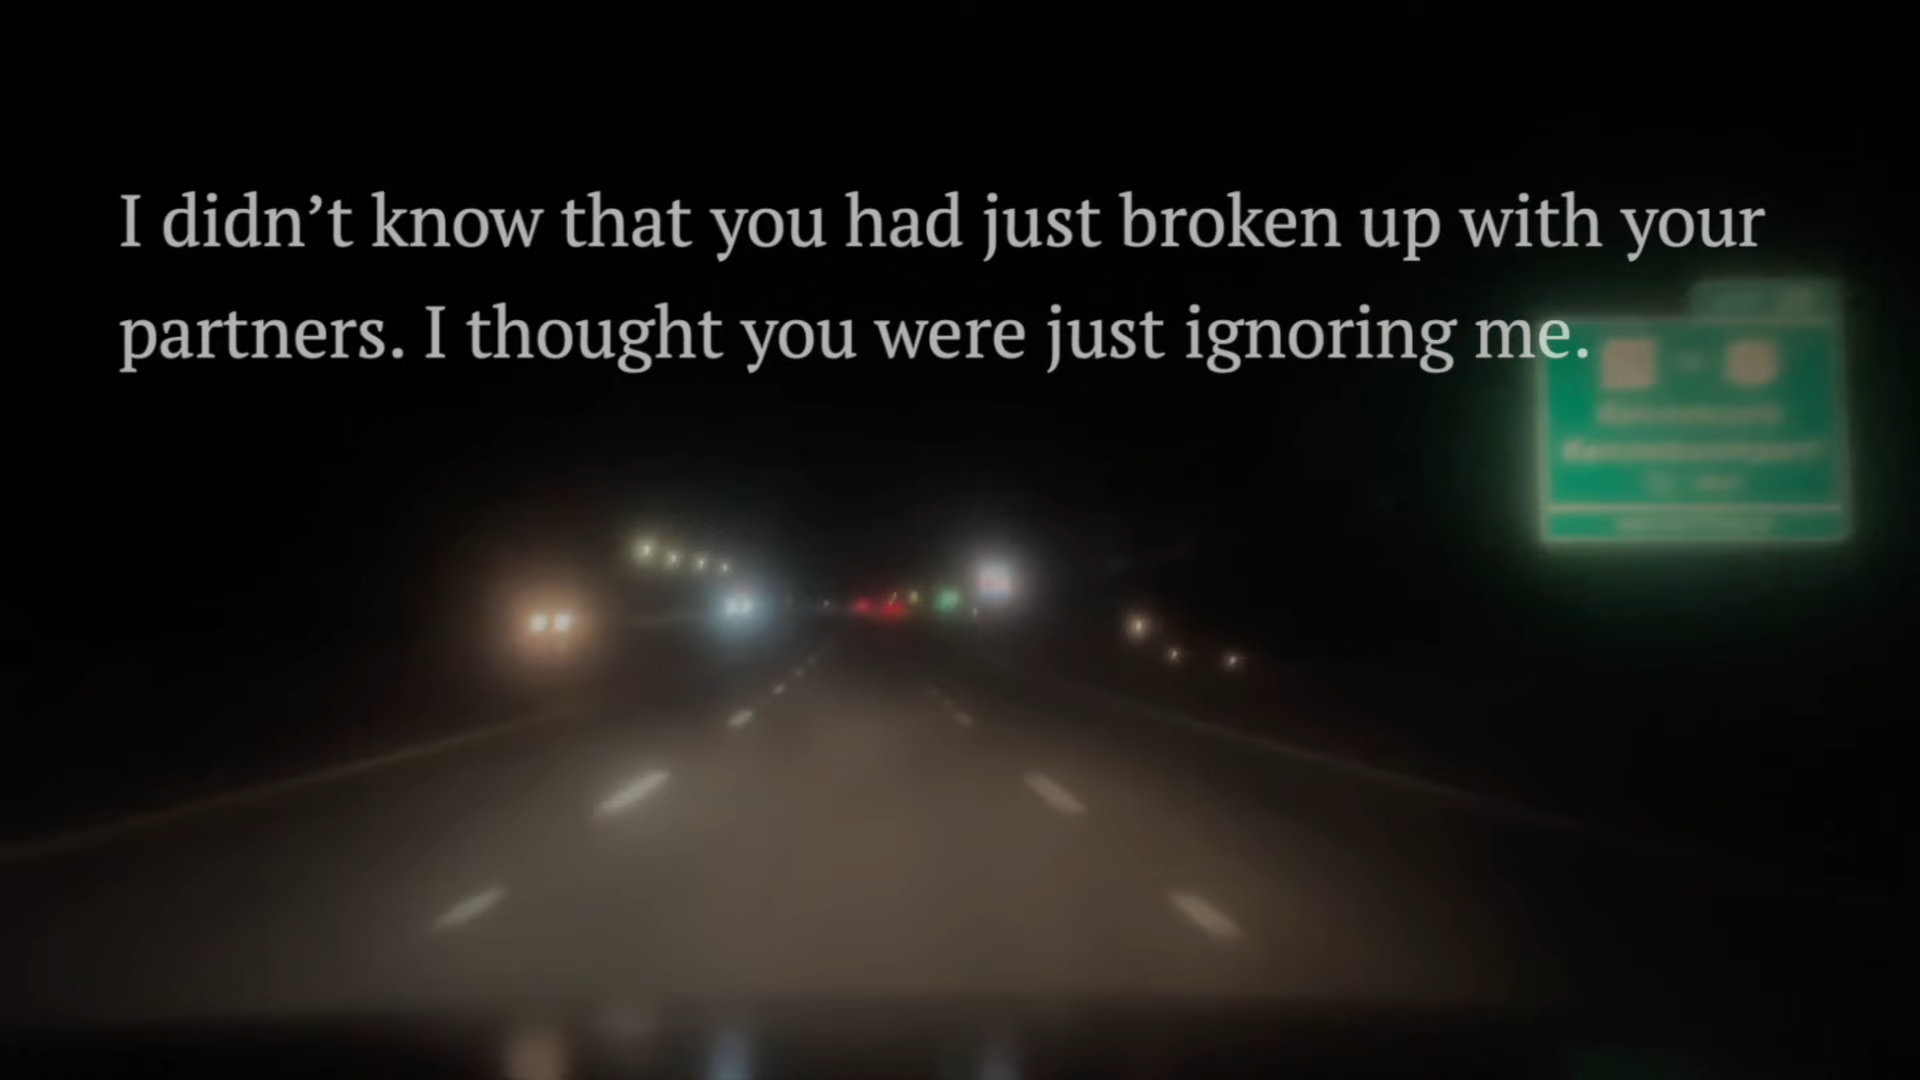 I didn’t know that you had just broken up with your
partners. I thought you were just ignoring me.